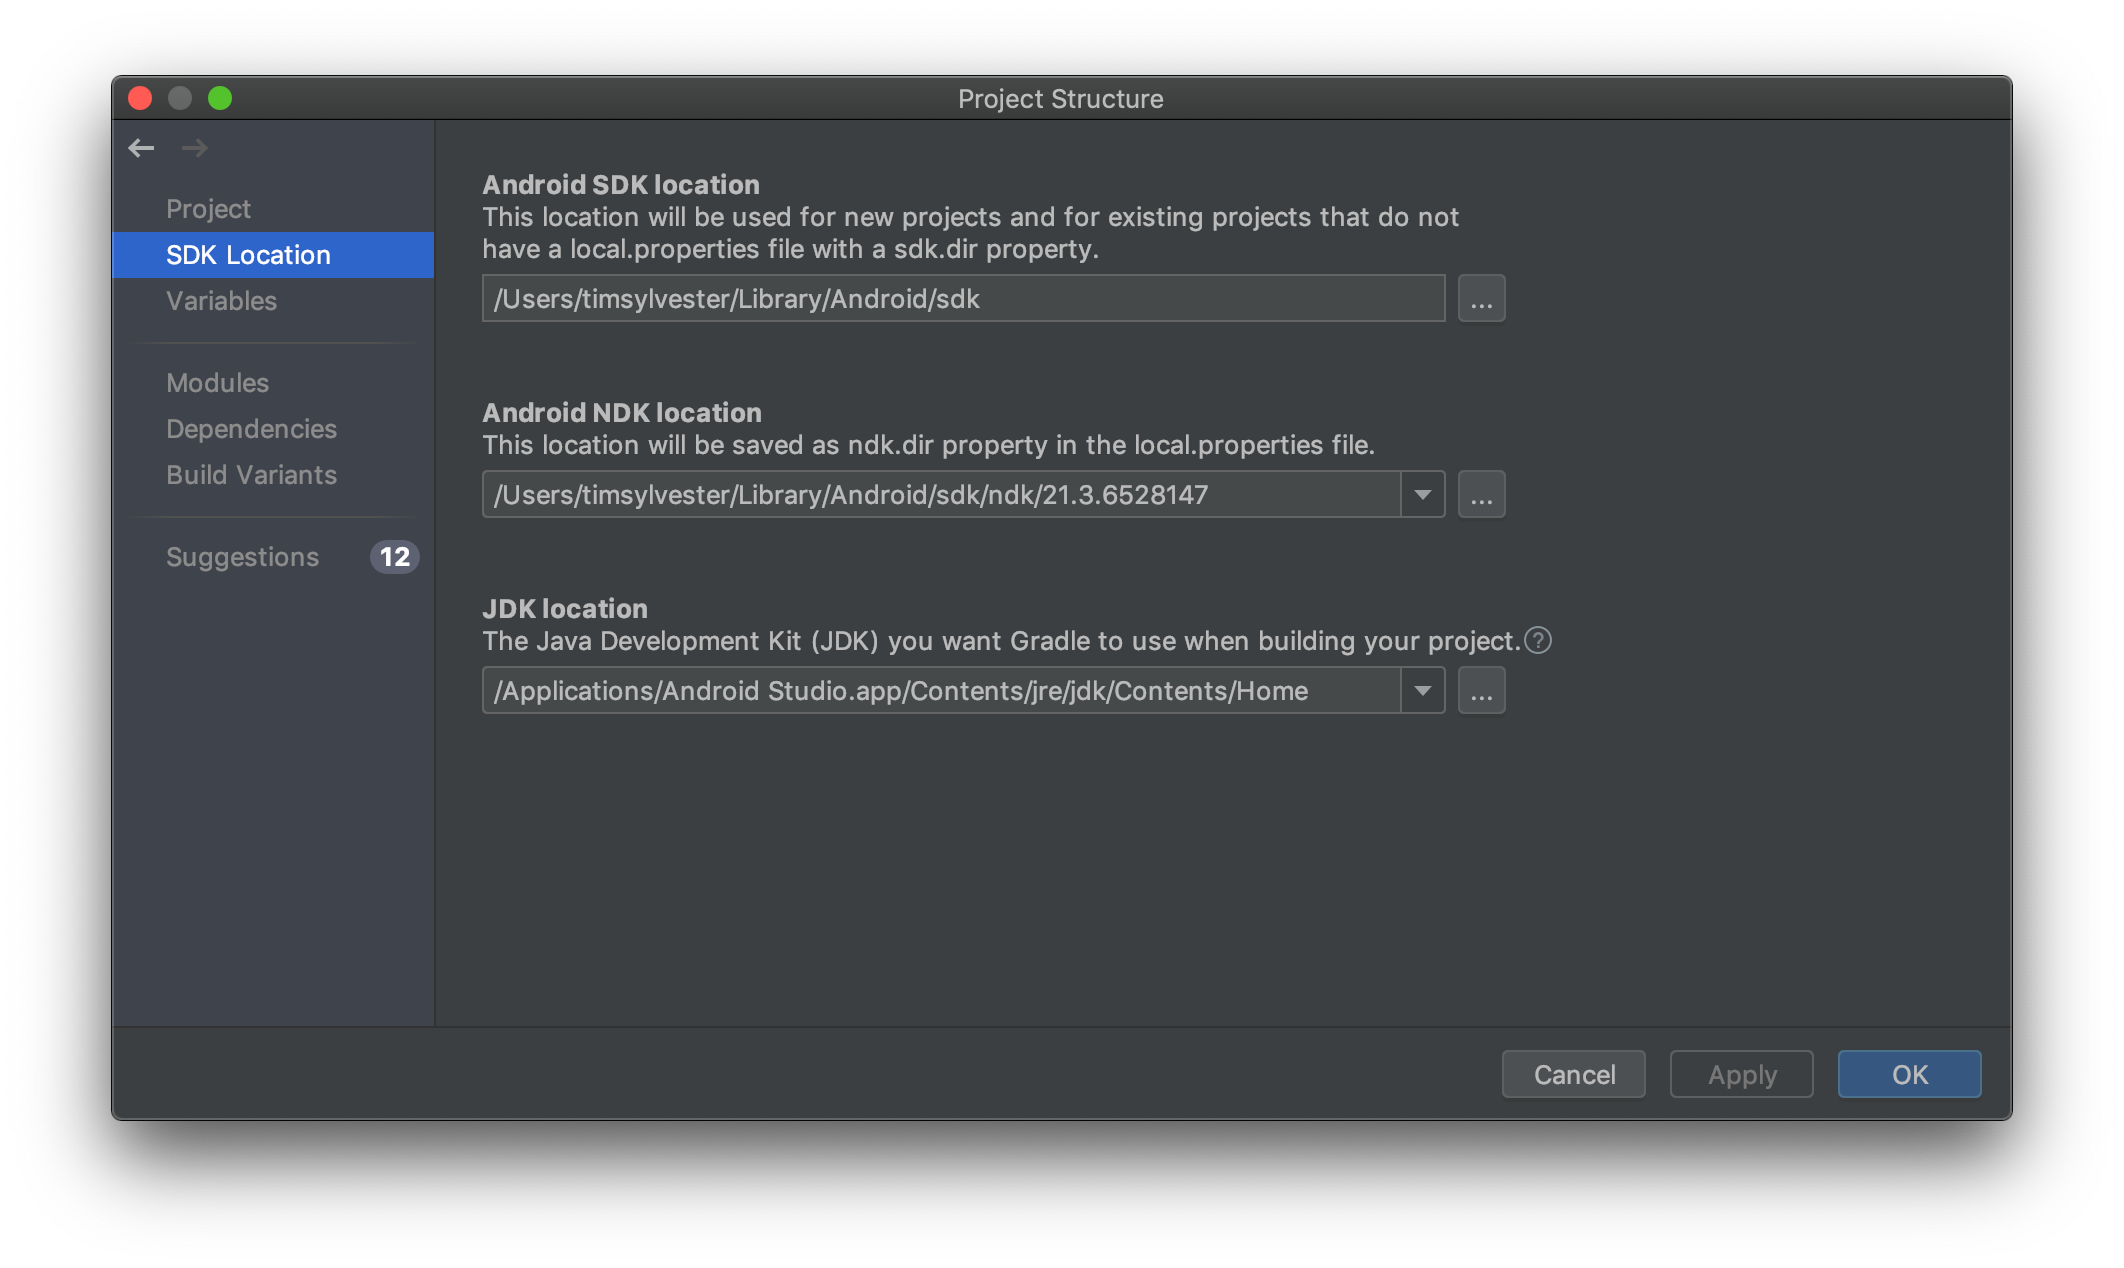 Project Structure
Project
SDK Location
Variables
Modules
Dependencies
Build Variants
Suggestions 12
Android SDK location
This location will be used for new projects and for existing projects that do not
have a local.properties file with a sdk.dir property.
/Users/timsylvester/Library/Android/sdk
...
Android NDK location
This location will be saved as ndk.dir property in the local.properties file.
/Users/timsylvester/Library/Android/sdk/ndk/21.3.6528147
...
JDK location
The Java Development Kit (JDK) you want Gradle to use when building your project. ?
/Applications/Android Studio.app/Contents/jre/jdk/Contents/Home
...
Cancel Apply OK